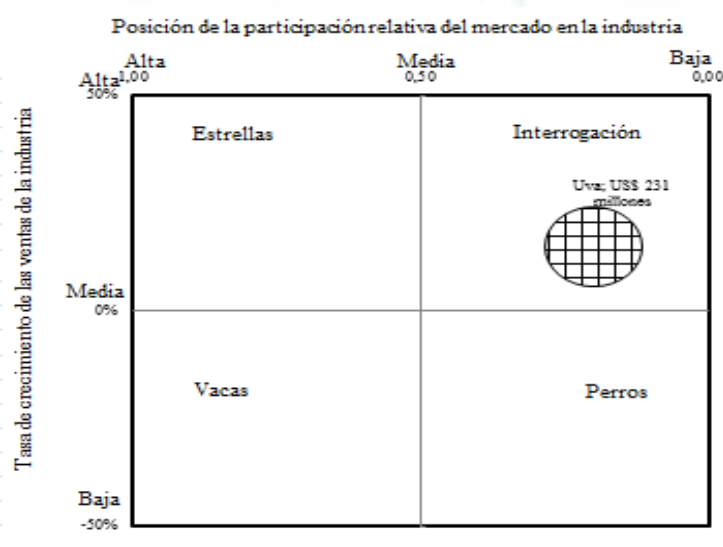 Posición de la participación relativa del mercado en la industria
Alta
Media
Baja
1,00
0,50
0,00
Alta
50%
Estrellas
Interrogación
Uva; US$ 231
millones
Tasa de crecimiento de las ventas de la industria
Media
0%
Vacas
Perros
Baja
-50%